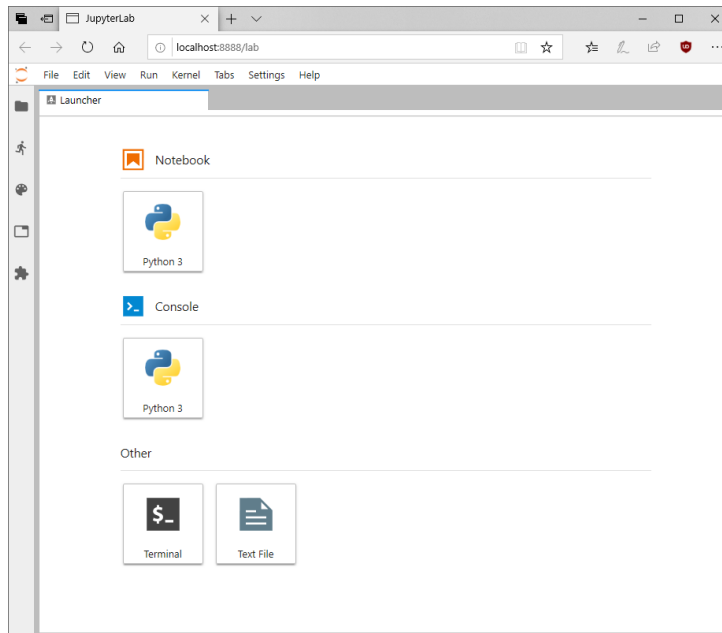 JupyterLab
localhost:8888/lab
File Edit View Run Kernel Tabs Settings Help
Launcher
Notebook
Python 3
Console
Python 3
Other
$_
Terminal Text File